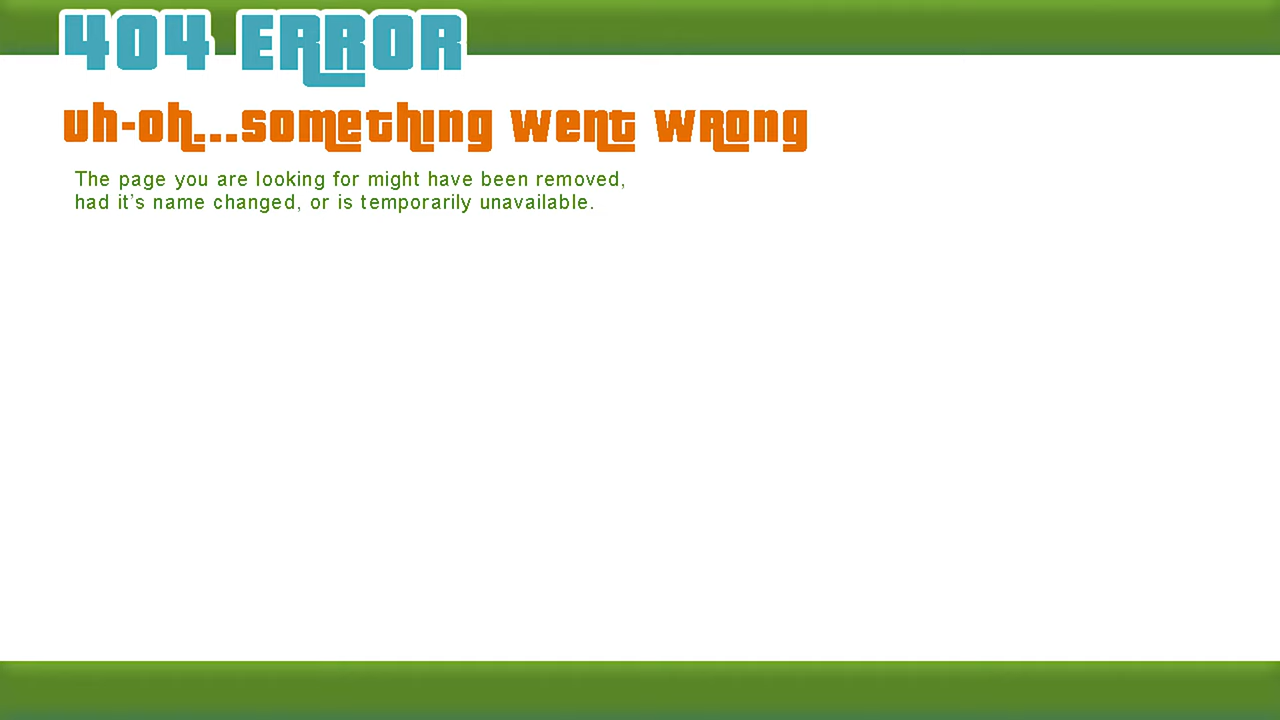 404 ERROR
uh-oh...something went wrong
The page you are looking for might have been removed,
had it’s name changed, or is temporarily unavailable.